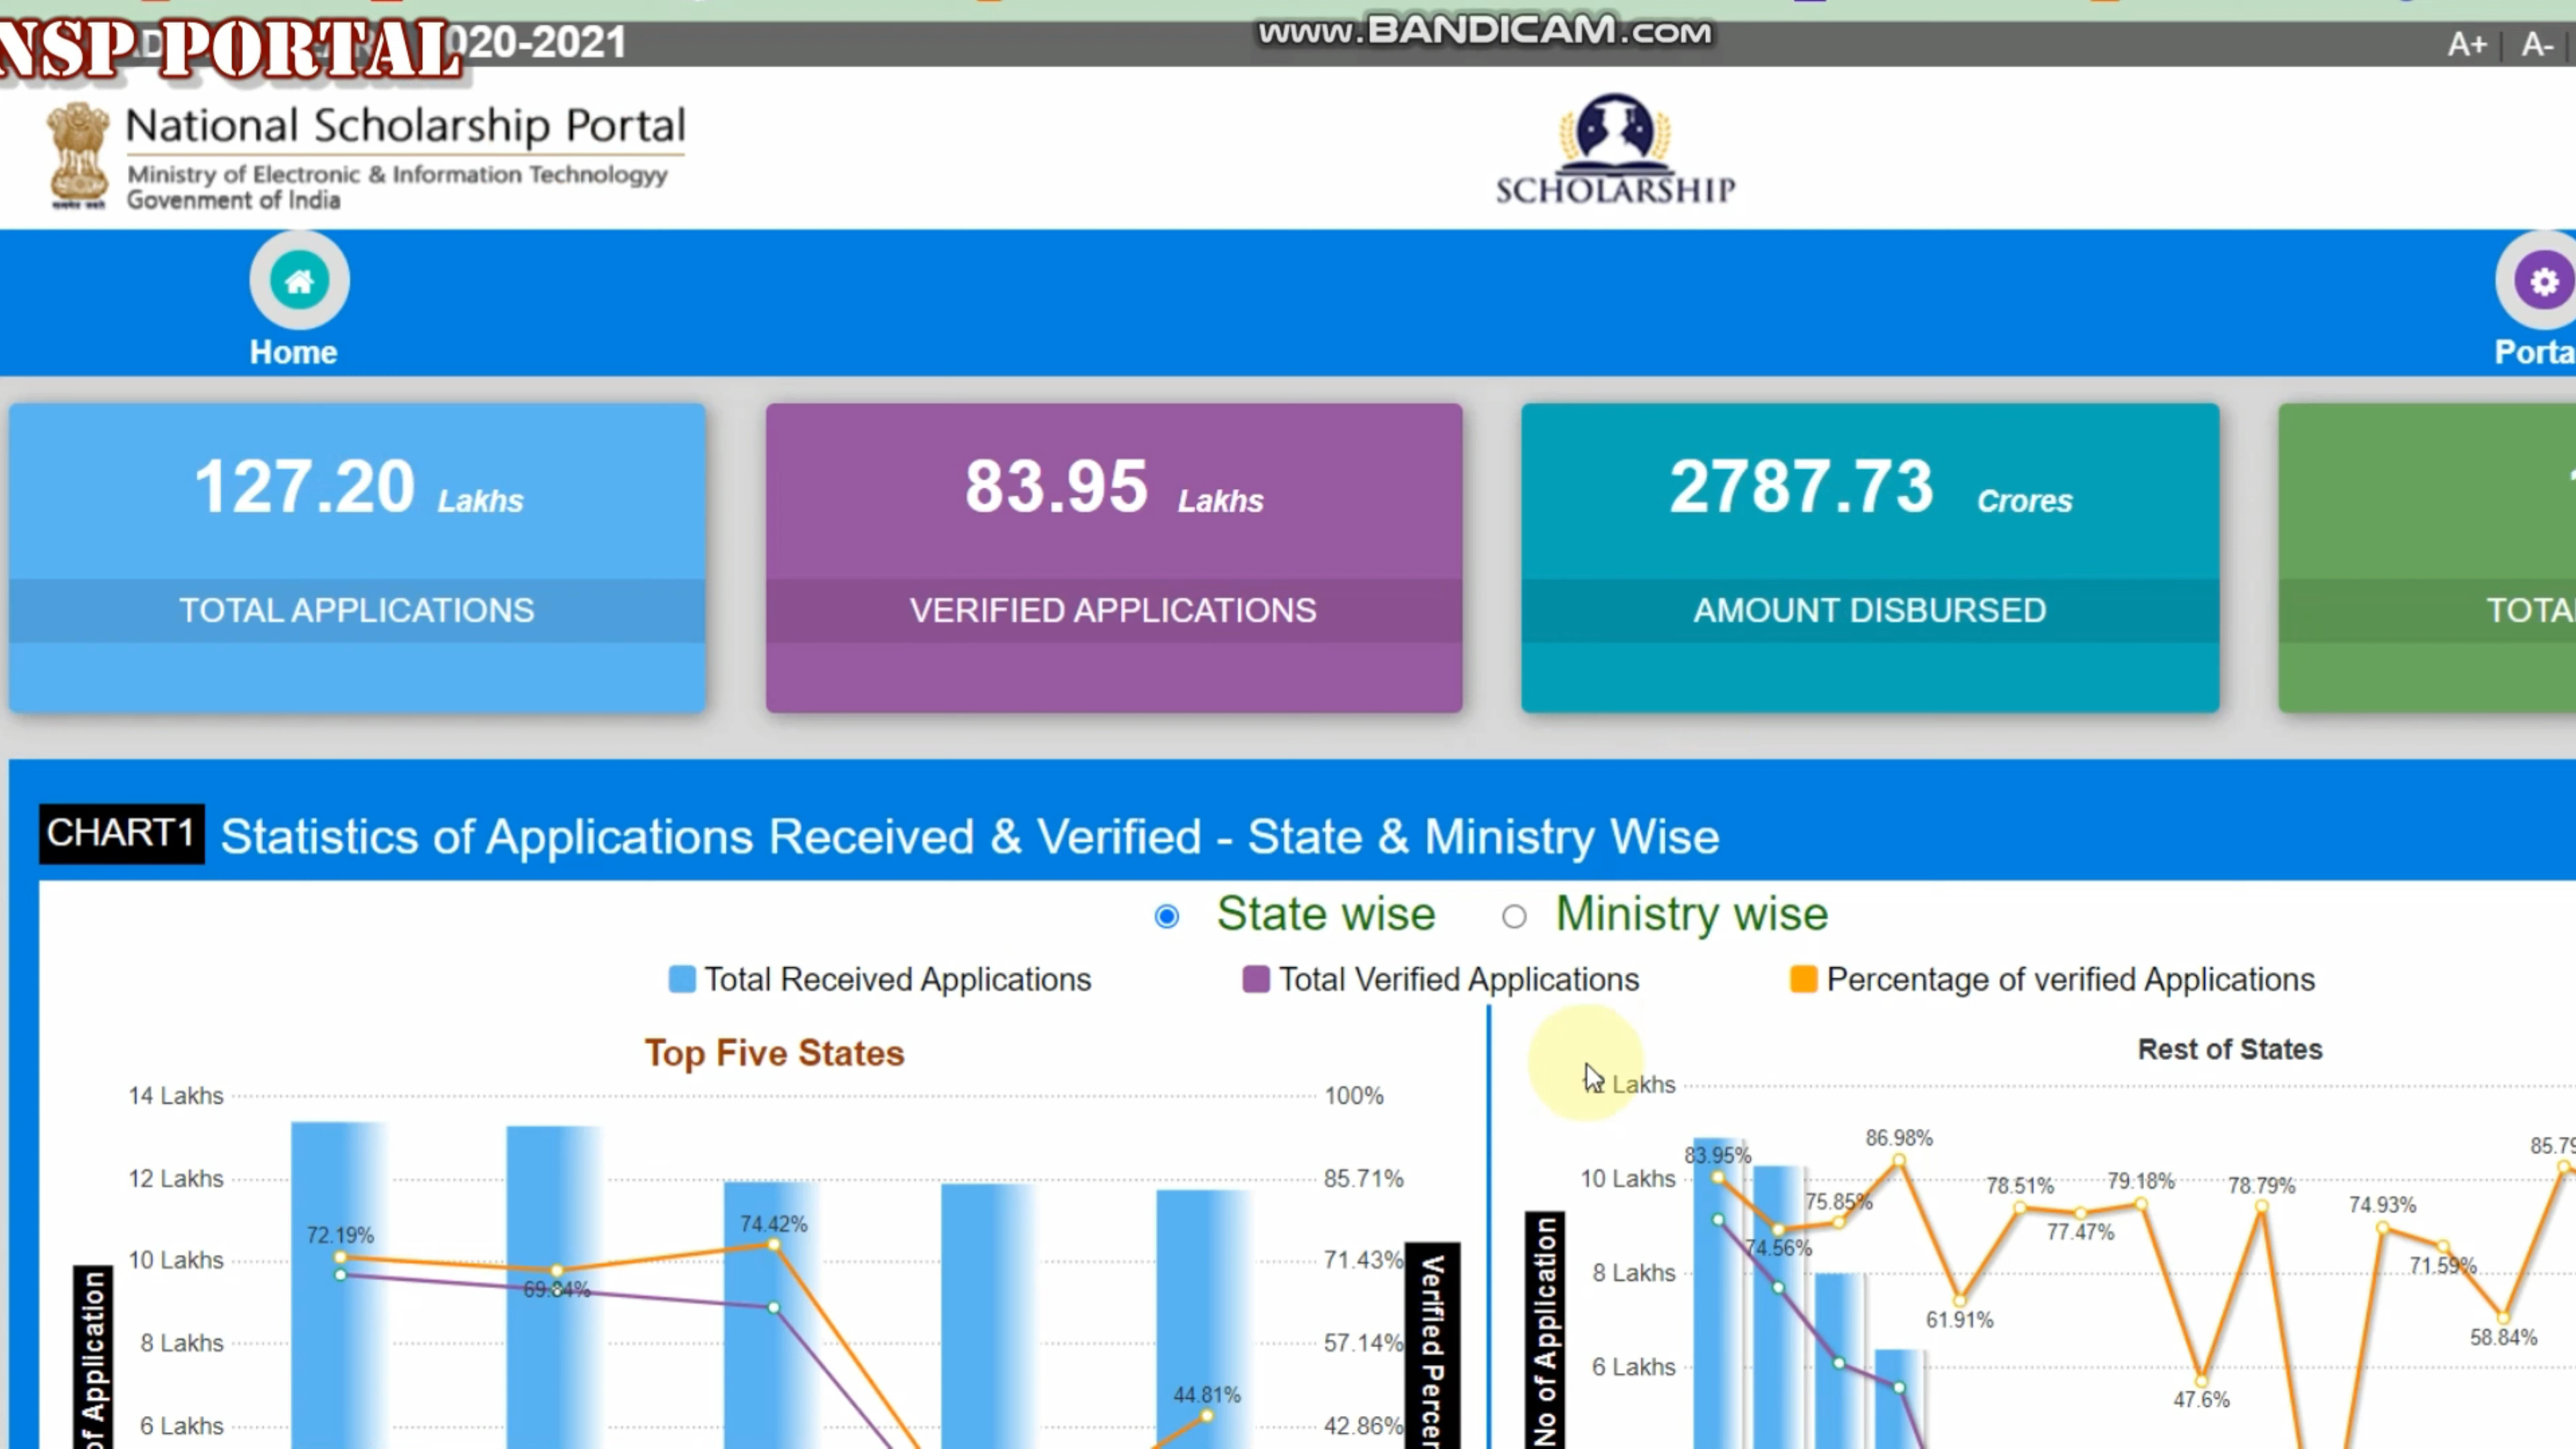 NSP PORTAL
020-2021
www.BANDICAM.com
A+ A-
National Scholarship Portal
Ministry of Electronic & Information Technologyy
Govenment of India
SCHOLARSHIP
Home
Porta
127.20 Lakhs
TOTAL APPLICATIONS
83.95 Lakhs
VERIFIED APPLICATIONS
2787.73 Crores
AMOUNT DISBURSED
TOTA
CHART1 Statistics of Applications Received & Verified - State & Ministry Wise
State wise Ministry wise
Total Received Applications Total Verified Applications Percentage of verified Applications
Top Five States
14 Lakhs
12 Lakhs
10 Lakhs
8 Lakhs
6 Lakhs
of Application
72.19%
69.84%
74.42%
44.81%
100%
85.71%
71.43%
57.14%
42.86%
Verified Percen
Rest of States
Lakhs
10 Lakhs
8 Lakhs
6 Lakhs
No of Application
83.95%
74.56%
75.85%
86.98%
61.91%
78.51%
77.47%
79.18%
47.6%
78.79%
74.93%
71.59%
58.84%
85.79